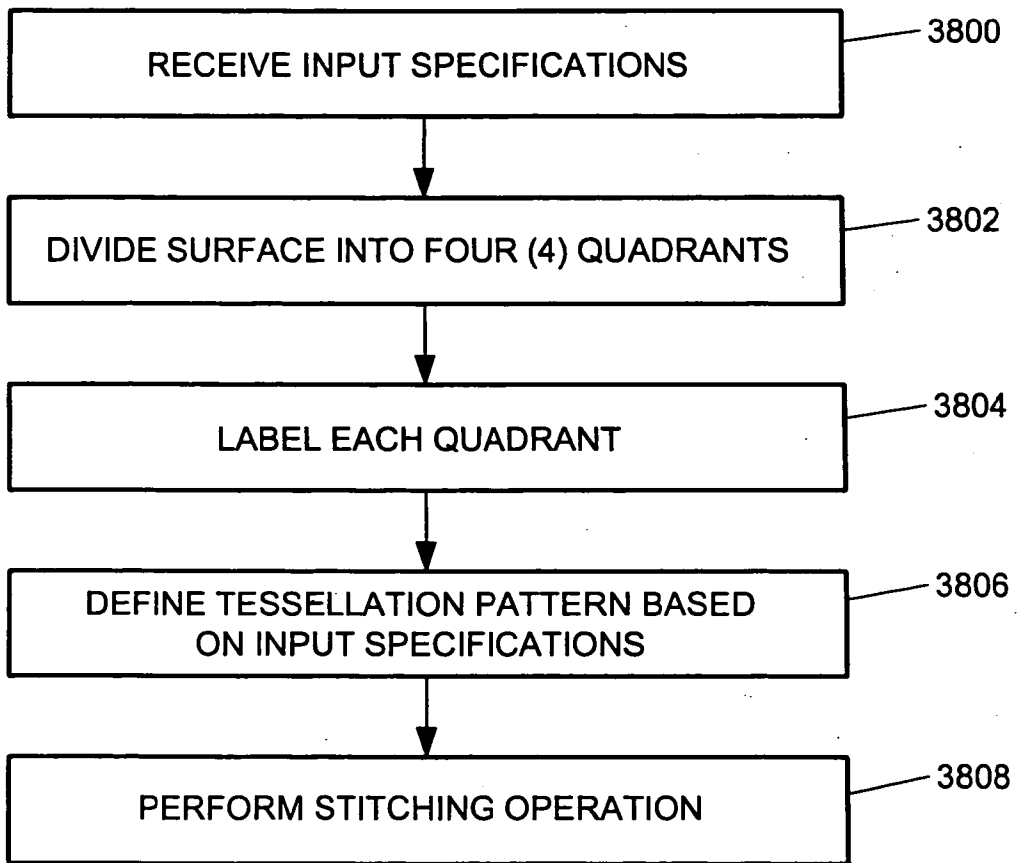 RECEIVE INPUT SPECIFICATIONS
3800
DIVIDE SURFACE INTO FOUR (4) QUADRANTS
3802
LABEL EACH QUADRANT
3804
DEFINE TESSELLATION PATTERN BASED
ON INPUT SPECIFICATIONS
3806
PERFORM STITCHING OPERATION
3808